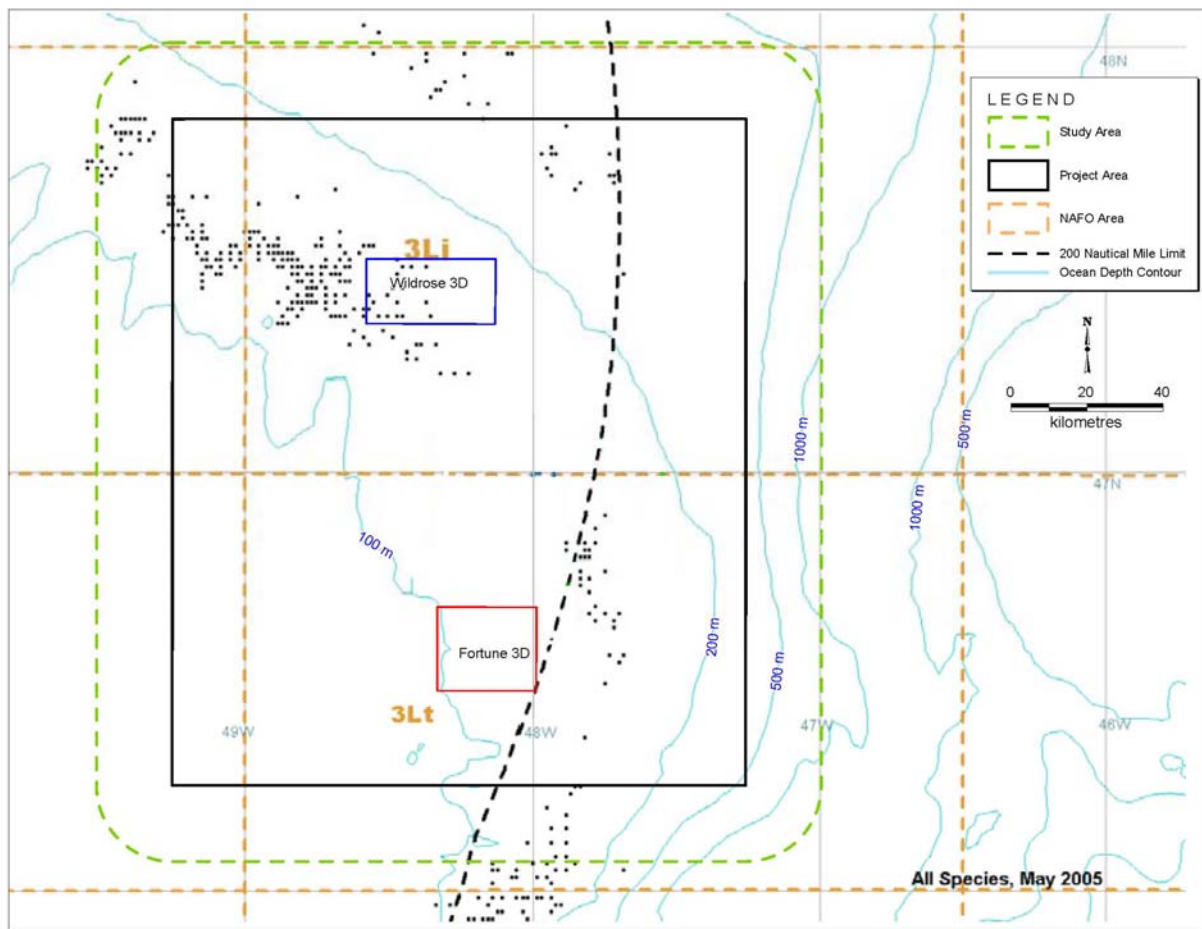 48N
LEGEND
Study Area
Project Area
NAFO Area
200 Nautical Mile Limit
Ocean Depth Contour
3Li
Wildrose 3D
N
0 20 40
kilometres
1000 m
500 m
47N
1000 m
100 m
200 m
500 m
Fortune 3D
3Lt
49W
48W
47W
46W
All Species, May 2005